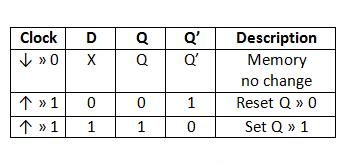 Clock D Q Q’ Description
↓ » 0 X Q Q’ Memory
no change
↑ » 1 0 0 1 Reset Q » 0
↑ » 1 1 1 0 Set Q » 1